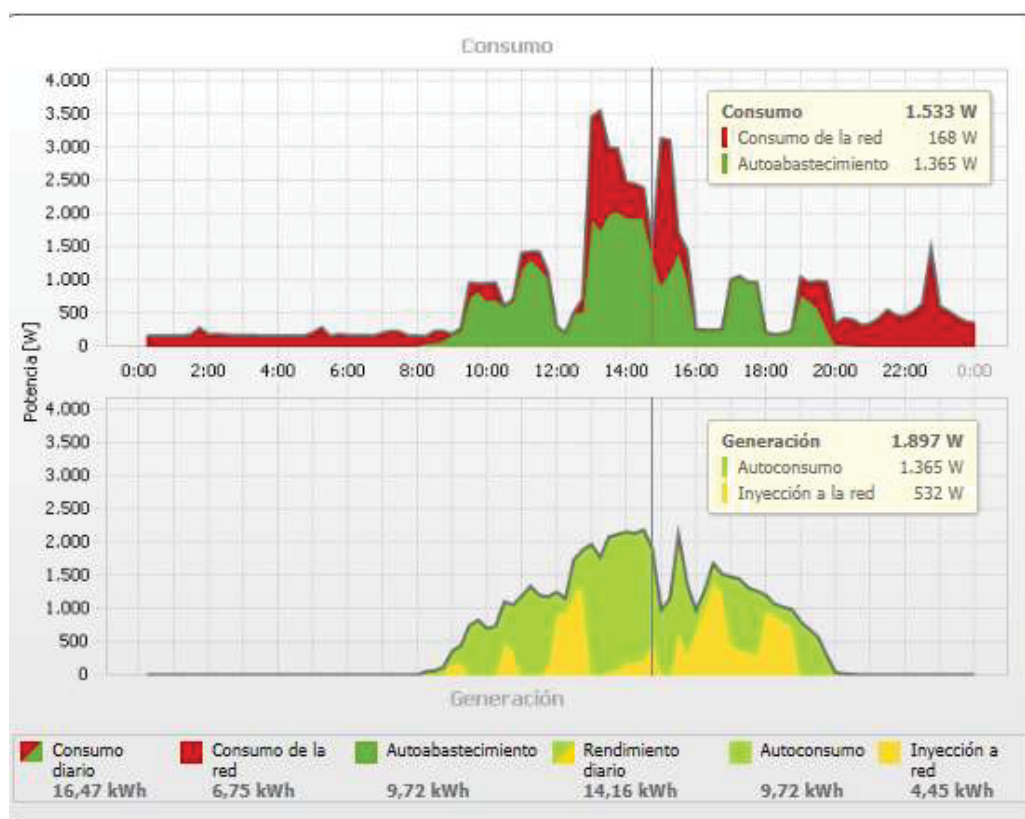 Consumo
4.000
3.500
3.000
2.500
2.000
1.500
1.000
500
0
Consumo 1.533 W
Consumo de la red 168 W
Autoabastecimiento 1.365 W
0:00 2:00 4:00 6:00 8:00 10:00 12:00 14:00 16:00 18:00 20:00 22:00 0:00
Potencia [W]
4.000
3.500
3.000
2.500
2.000
1.500
1.000
500
0
Generación 1.897 W
Autoconsumo 1.365 W
Inyección a la red 532 W
Generación
Consumo diario
16,47 kWh
Consumo de la red
6,75 kWh
Autoabastecimiento
9,72 kWh
Rendimiento diario
14,16 kWh
Autoconsumo
9,72 kWh
Inyección a red
4,45 kWh